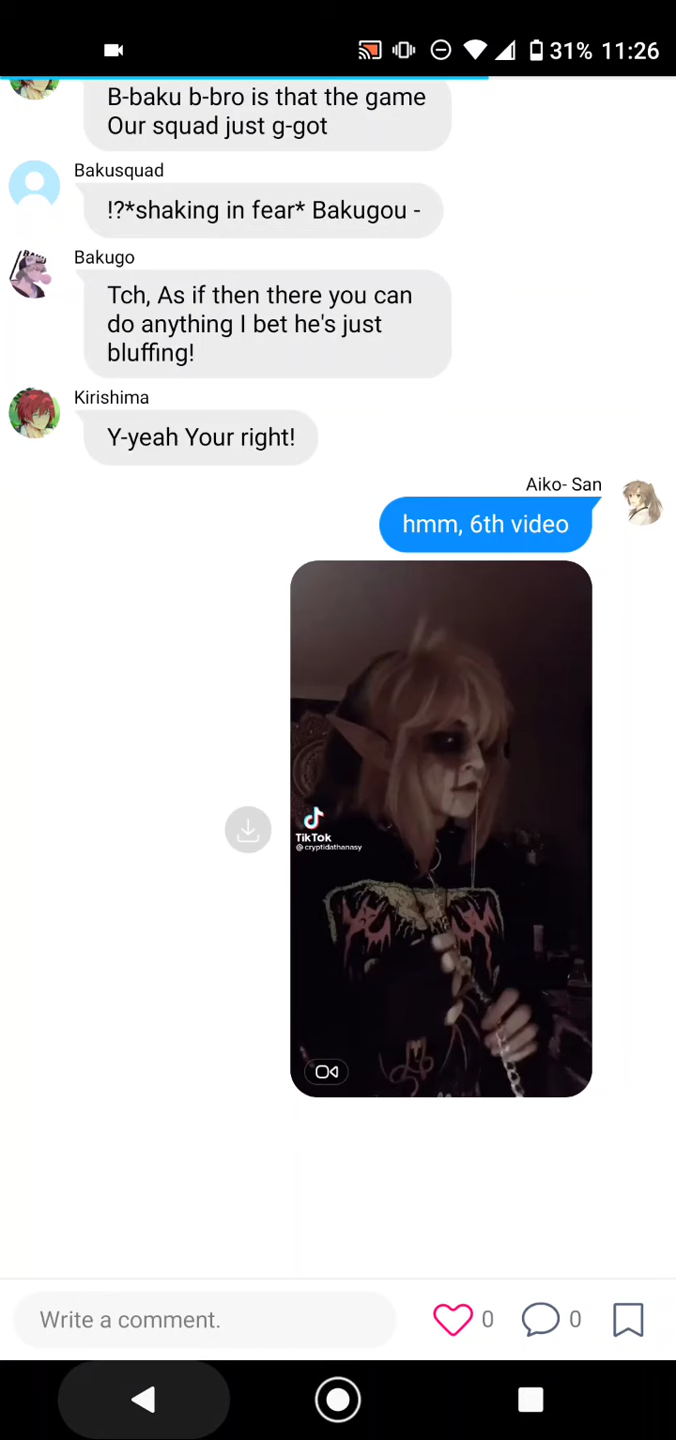 31% 11:26
B-baku b-bro is that the game
Our squad just g-got
Bakusquad
!?*shaking in fear* Bakugou -
Bakugo
Tch, As if then there you can
do anything I bet he's just
bluffing!
Kirishima
Y-yeah Your right!
Aiko- San
hmm, 6th video
TikTok
@cryptidathanasy
Write a comment.
0
0